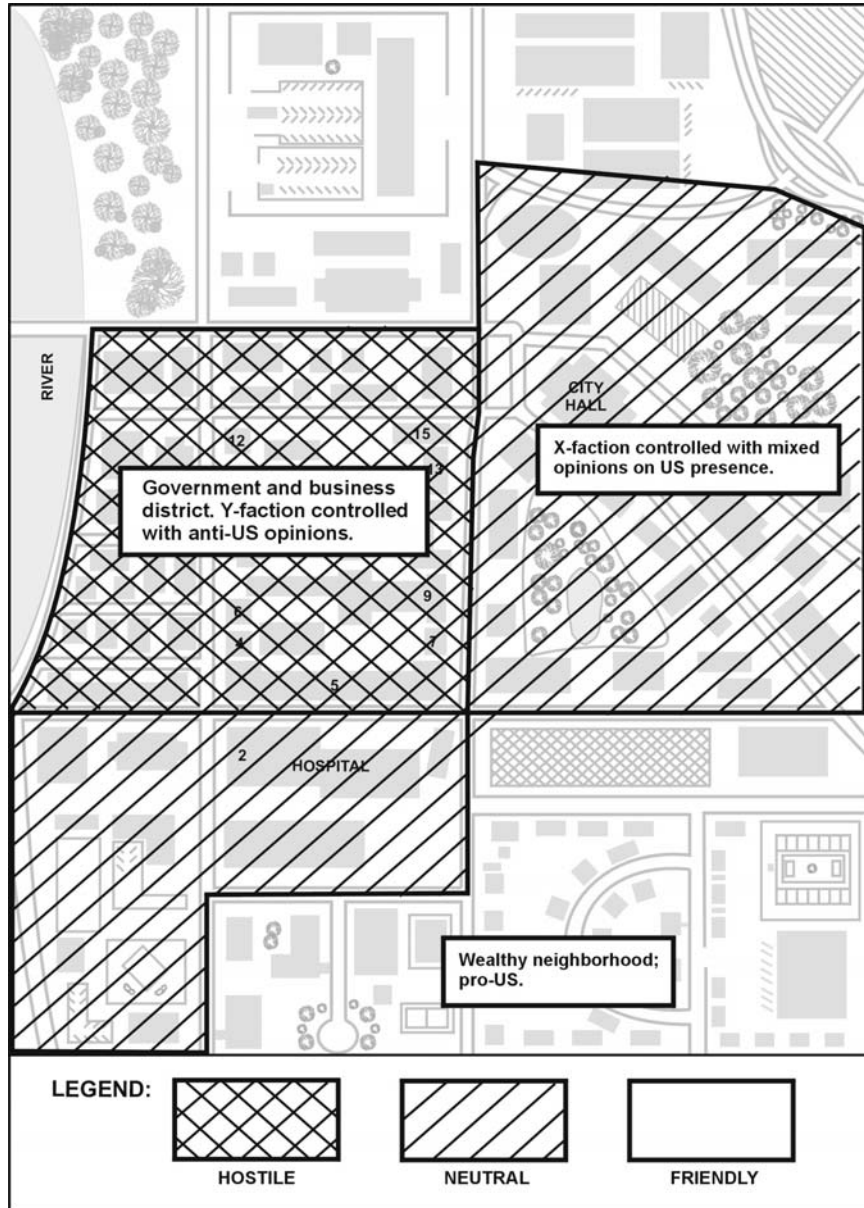 RIVER
CITY
HALL
12
15
13
X-faction controlled with mixed
opinions on US presence.
Government and business
district. Y-faction controlled
with anti-US opinions.
9
6
4
7
5
2
HOSPITAL
Wealthy neighborhood;
pro-US.
LEGEND:
HOSTILE
NEUTRAL
FRIENDLY